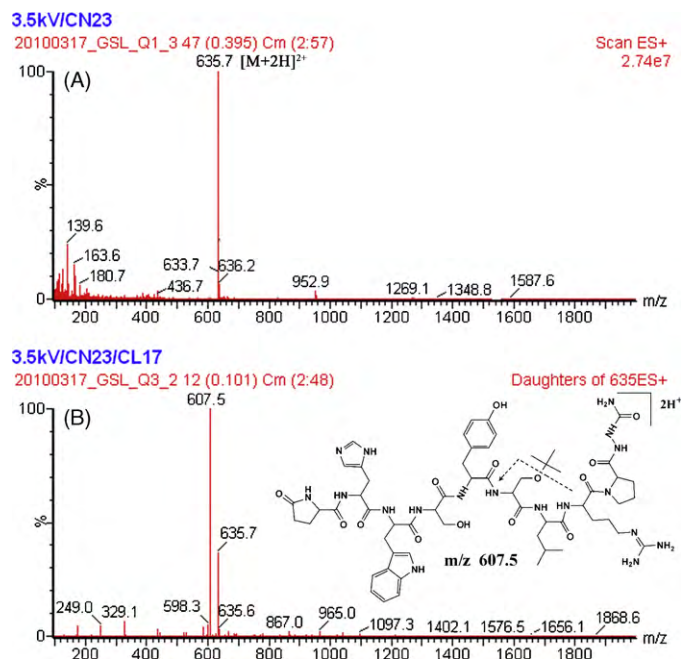 3.5kV/CN23
20100317_GSL_Q1_3 47 (0.395) Cm (2:57)
Scan ES+
2.74e7
100
(A)
635.7 [M+2H]²⁺
%
139.6
163.6
180.7
436.7
633.7
636.2
952.9
1269.1
1348.8
1587.6
0
200 400 600 800 1000 1200 1400 1600 1800 m/z
3.5kV/CN23/CL17
20100317_GSL_Q3_2 12 (0.101) Cm (2:48)
Daughters of 635ES+
607.5
100
(B)
%
635.7
249.0
329.1
598.3
635.6
867.0
965.0
1097.3
1402.1
1576.5
1656.1
1868.6
0
200 400 600 800 1000 1200 1400 1600 1800 m/z
2H⁺
m/z 607.5